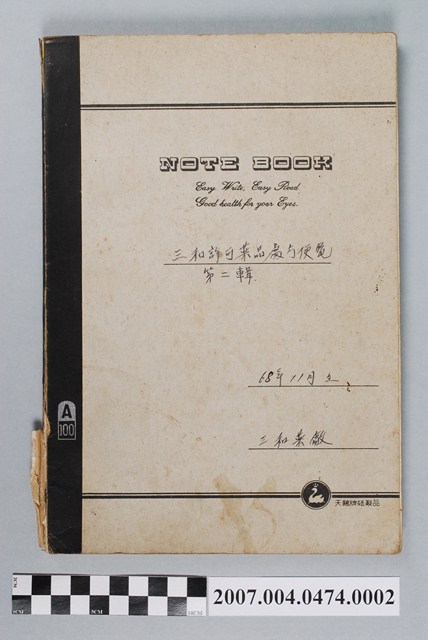 NOTE BOOK
Easy Write, Easy Read
Good health for your Eyes.
三和許可藥品處方便覽
第二輯
68年11月立
三和藥廠
A
100
天鵝牌紙製品
2007.004.0474.0002